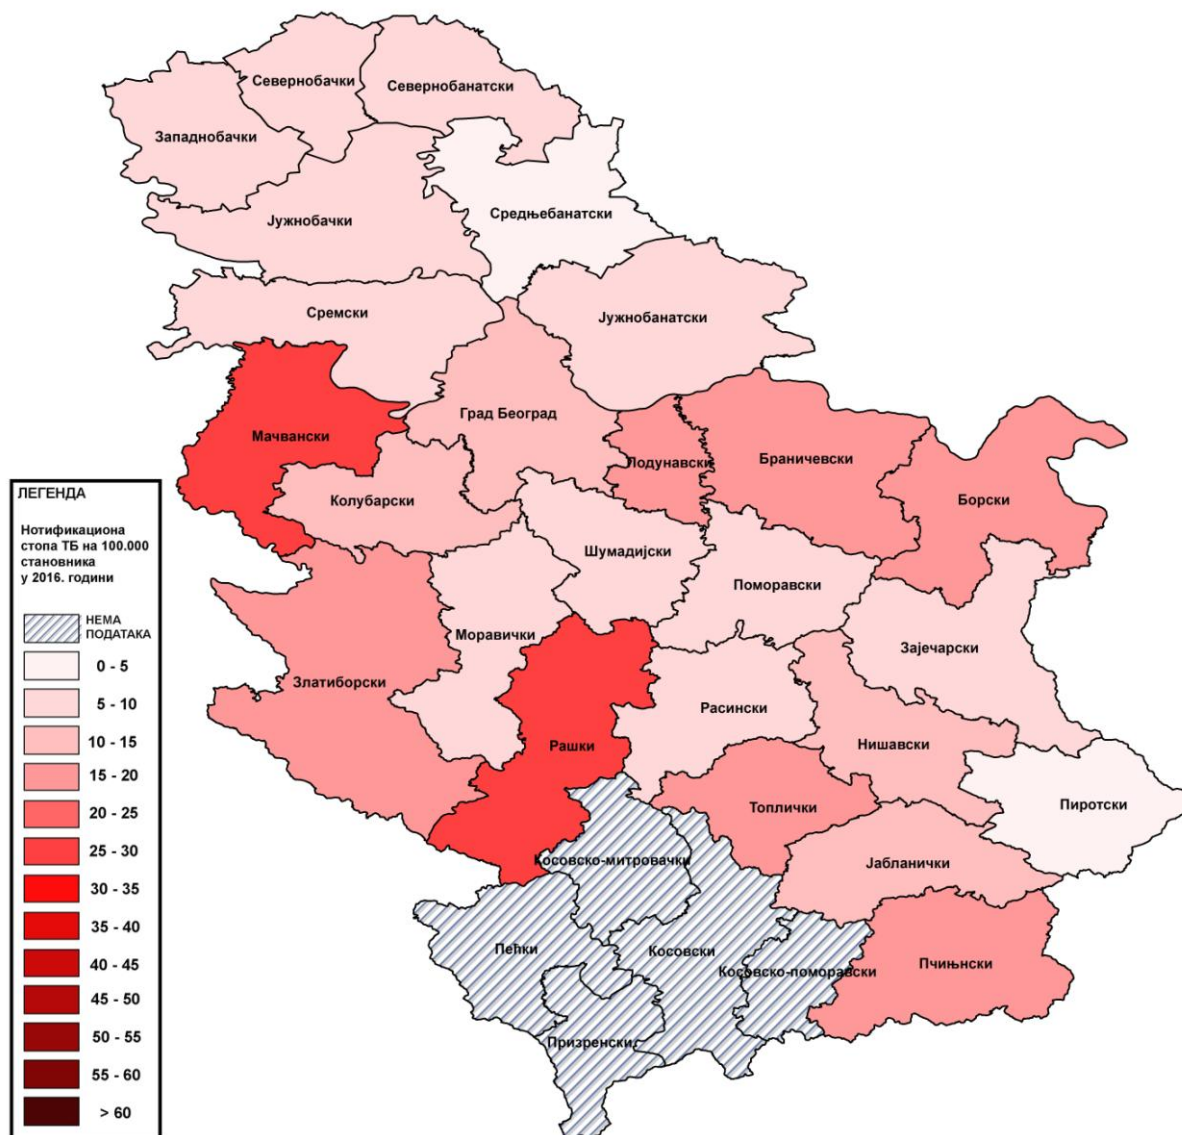 Севернобачки
Севернобанатски
Западнобачки
Јужнобачки
Средњебанатски
Сремски
Јужнобанатски
Град Београд
Мачвански
Подунавски
Браничевски
Борски
Колубарски
Шумадијски
Поморавски
Моравички
Зајечарски
Златиборски
Расински
Рашки
Нишавски
Топлички
Пиротски
Косовско-митровачки
Јабланички
Пећки
Косовски
Косовско-поморавски
Пчињнски
Призренски
ЛЕГЕНДА
Нотификациона
стопа ТБ на 100.000
становника
у 2016. години
НЕМА
ПОДАТАКА
0 - 5
5 - 10
10 - 15
15 - 20
20 - 25
25 - 30
30 - 35
35 - 40
40 - 45
45 - 50
50 - 55
55 - 60
> 60